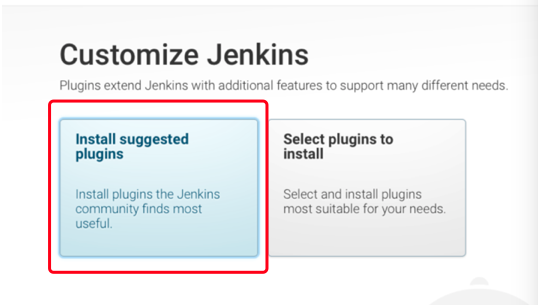 Customize Jenkins
Plugins extend Jenkins with additional features to support many different needs.
Install suggested
plugins
Install plugins the Jenkins
community finds most
useful.
Select plugins to
install
Select and install plugins
most suitable for your needs.